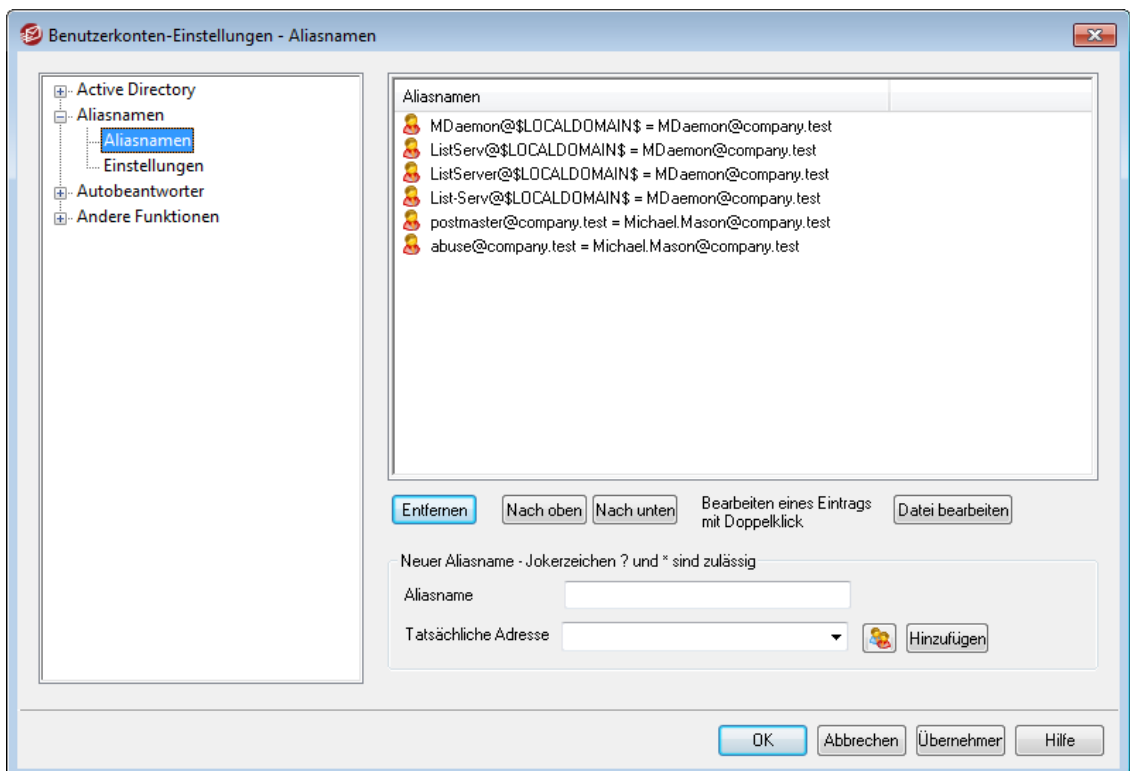 Benutzerkonten-Einstellungen - Aliasnamen
Active Directory
Aliasnamen
Aliasnamen
Einstellungen
Autobeantworter
Andere Funktionen
Aliasnamen
MDaemon@$LOCALDOMAIN$ = MDaemon@company.test
ListServ@$LOCALDOMAIN$ = MDaemon@company.test
ListServer@$LOCALDOMAIN$ = MDaemon@company.test
List-Serv@$LOCALDOMAIN$ = MDaemon@company.test
postmaster@company.test = Michael.Mason@company.test
abuse@company.test = Michael.Mason@company.test
Entfernen
Nach oben
Nach unten
Bearbeiten eines Eintrags
mit Doppelklick
Datei bearbeiten
Neuer Aliasname - Jokerzeichen ? und * sind zulässig
Aliasname
Tatsächliche Adresse
Hinzufügen
OK
Abbrechen
Übernehmer
Hilfe